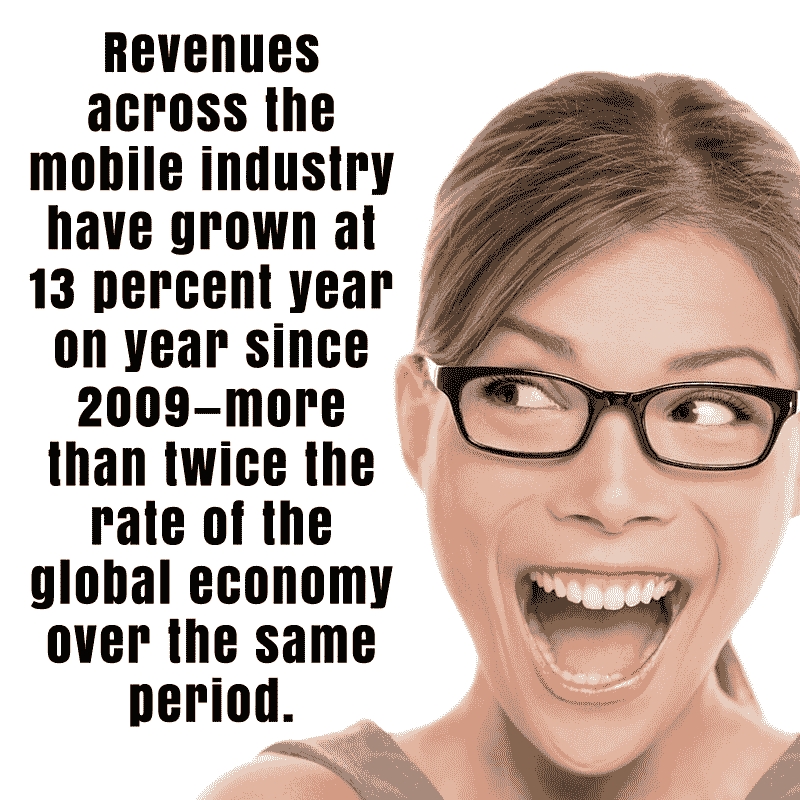 Revenues
across the
mobile industry
have grown at
13 percent year
on year since
2009–more
than twice the
rate of the
global economy
over the same
period.